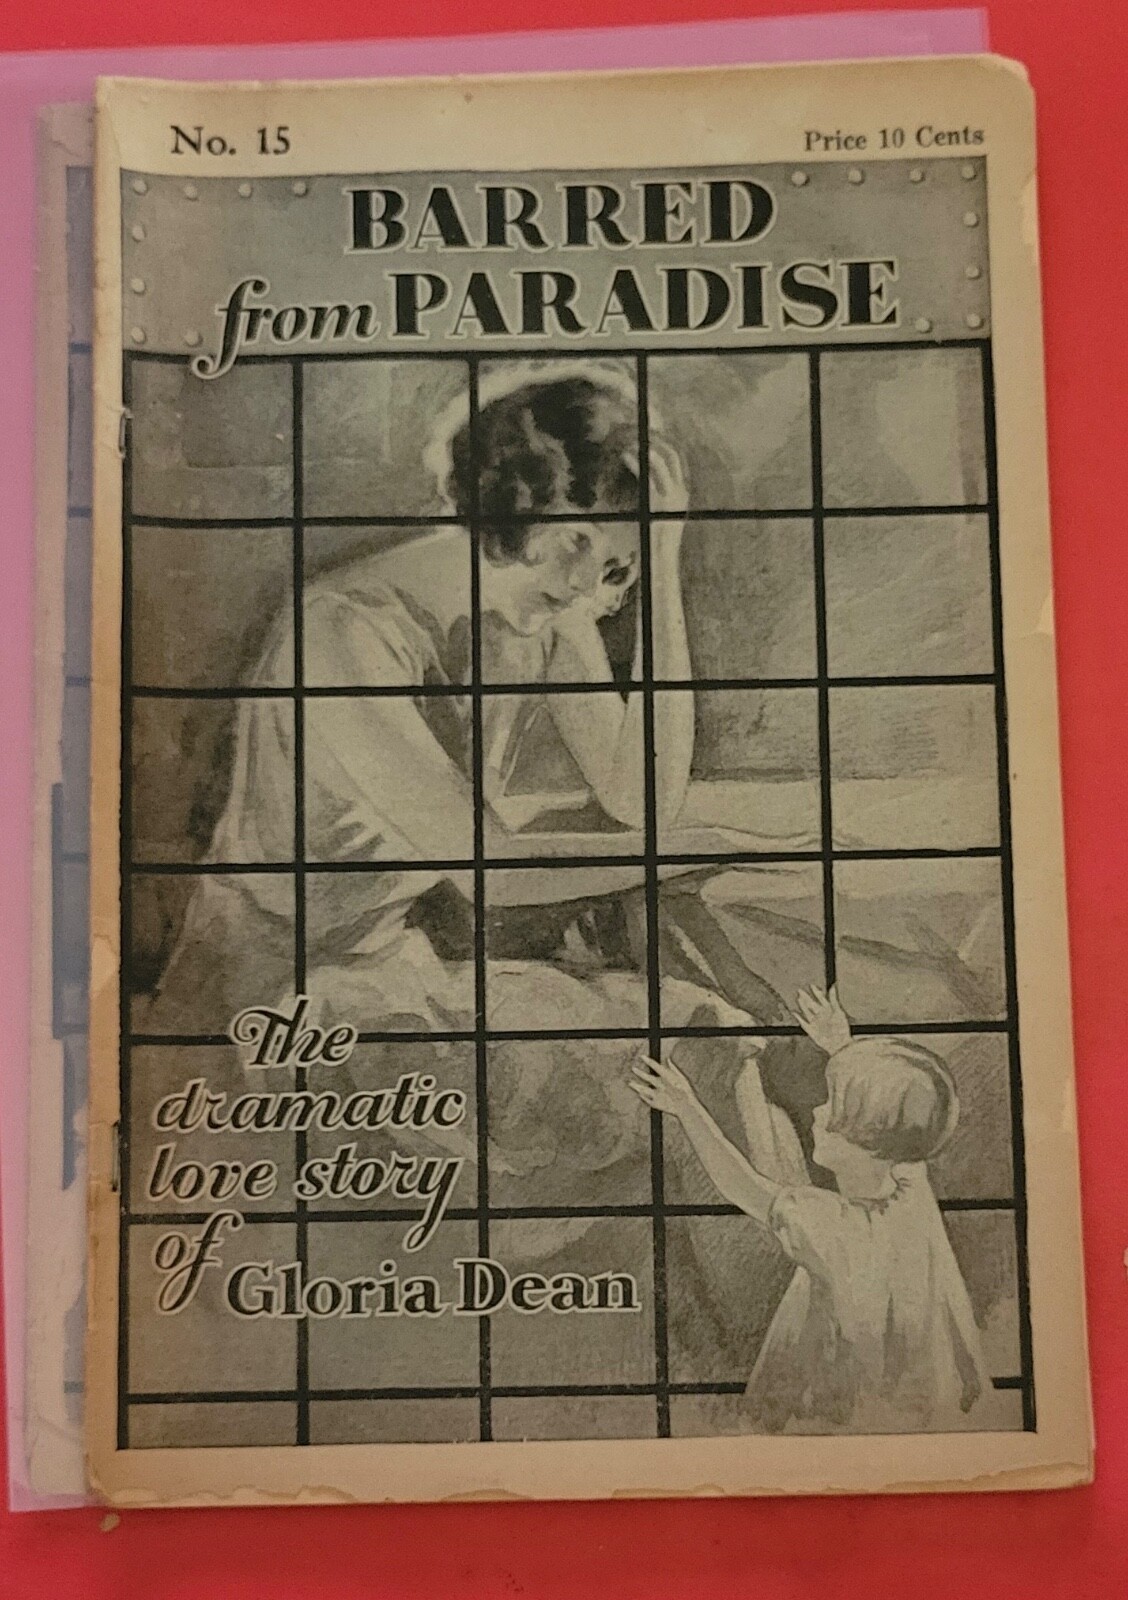 No. 15
Price 10 Cents
BARRED
from PARADISE
The
dramatic
love story
of
Gloria Dean